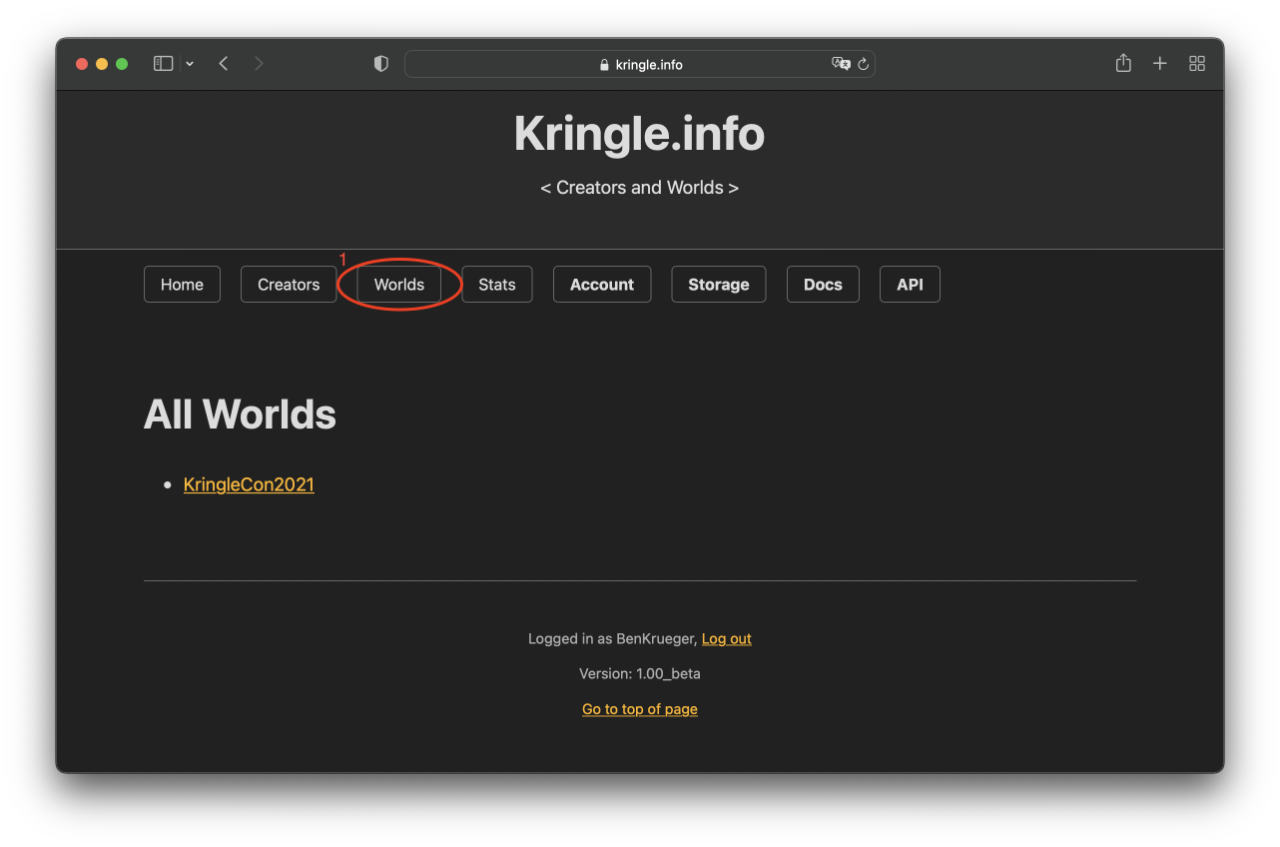 kringle.info
Kringle.info
< Creators and Worlds >
1
Home Creators Worlds Stats Account Storage Docs API
All Worlds
• KringleCon2021
Logged in as BenKrueger, Log out
Version: 1.00_beta
Go to top of page